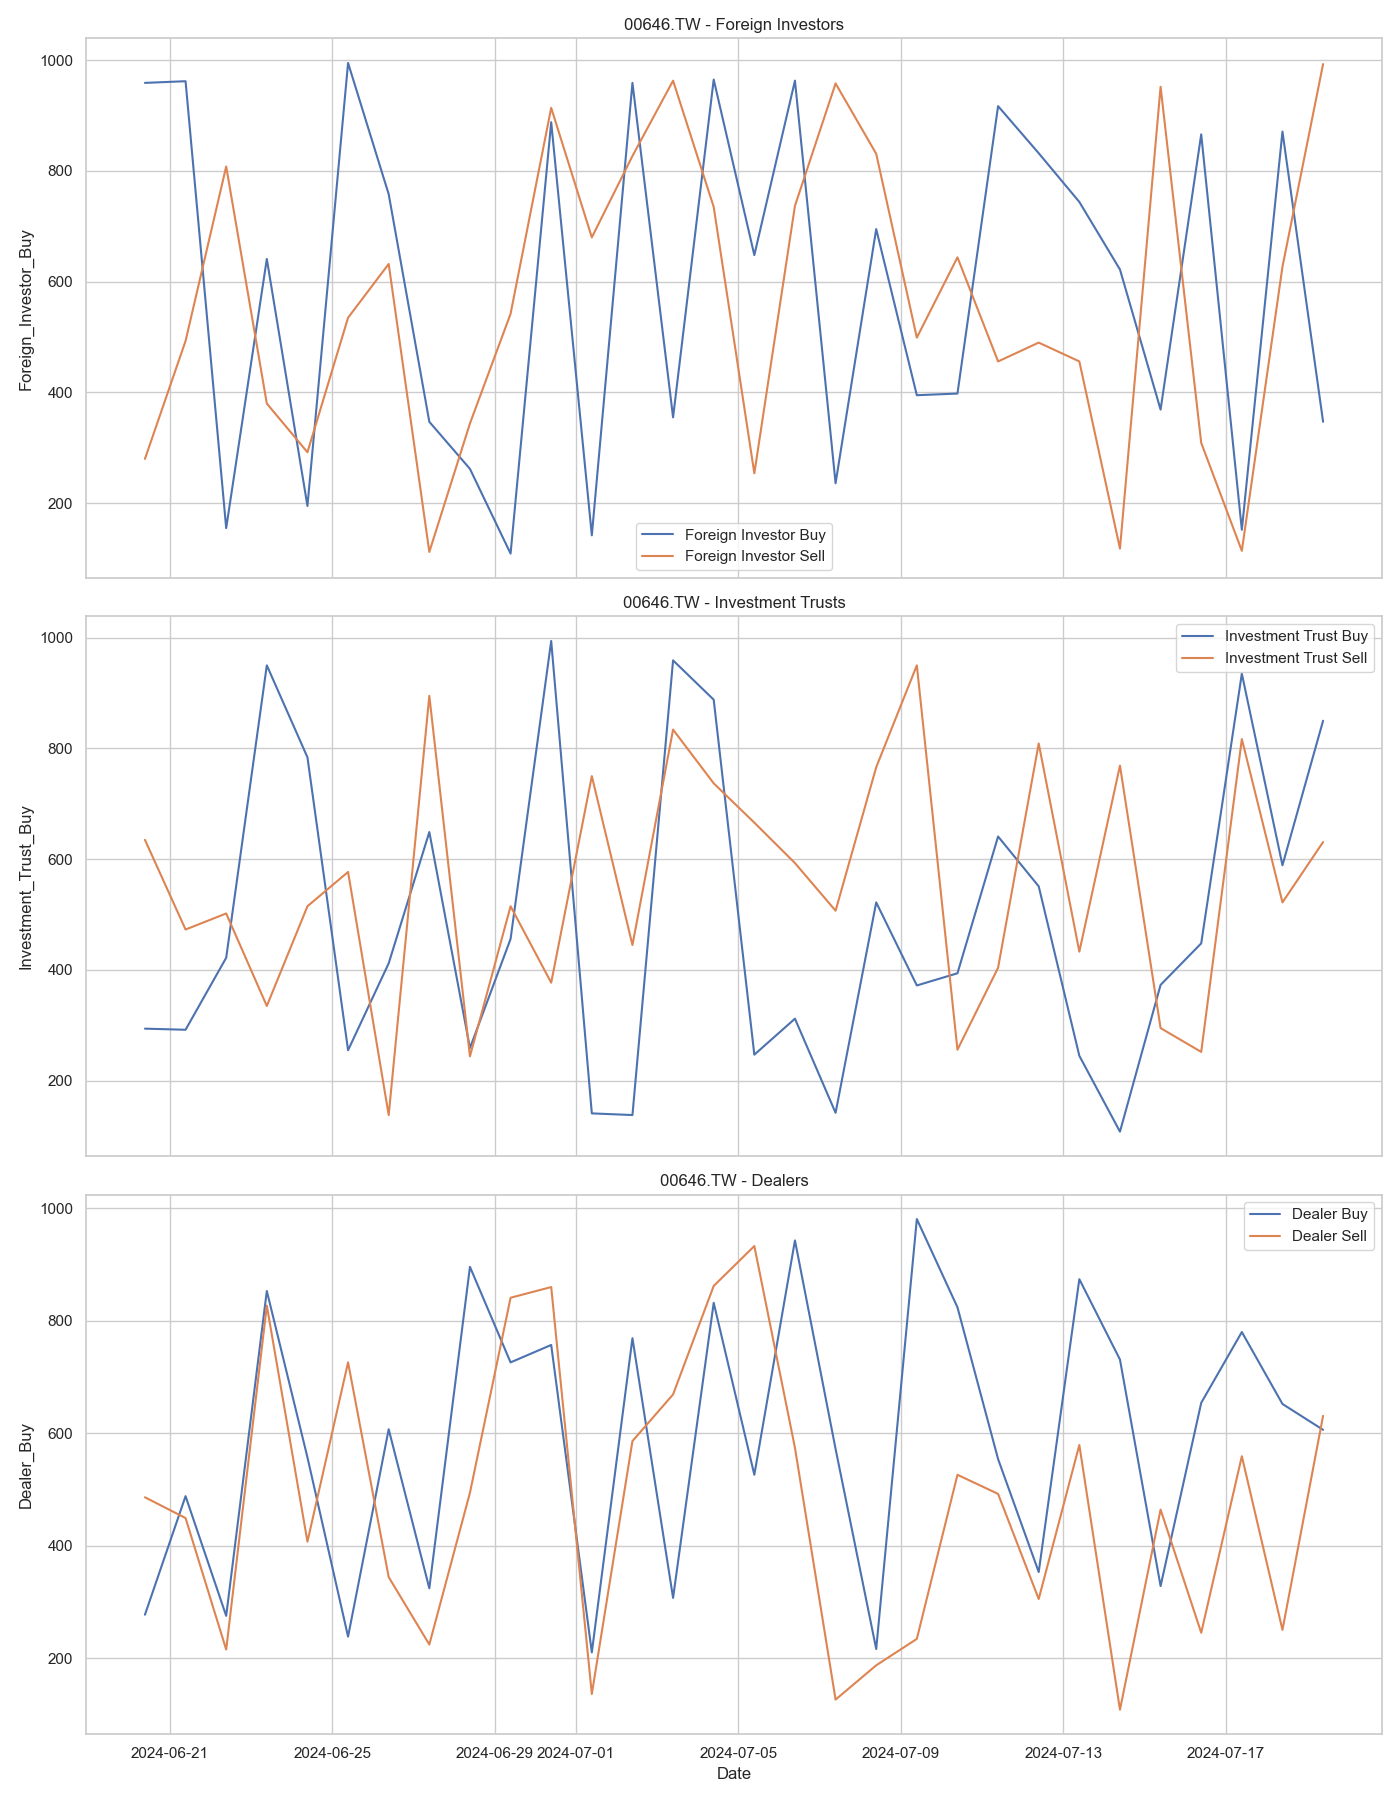 00646.TW - Foreign Investors
1000
800
600
400
200
Foreign_Investor_Buy
Foreign Investor Buy
Foreign Investor Sell
00646.TW - Investment Trusts
1000
800
600
400
200
Investment_Trust_Buy
Investment Trust Buy
Investment Trust Sell
00646.TW - Dealers
1000
800
600
400
200
Dealer_Buy
Dealer Buy
Dealer Sell
2024-06-21 2024-06-25 2024-06-29 2024-07-01 2024-07-05 2024-07-09 2024-07-13 2024-07-17
Date